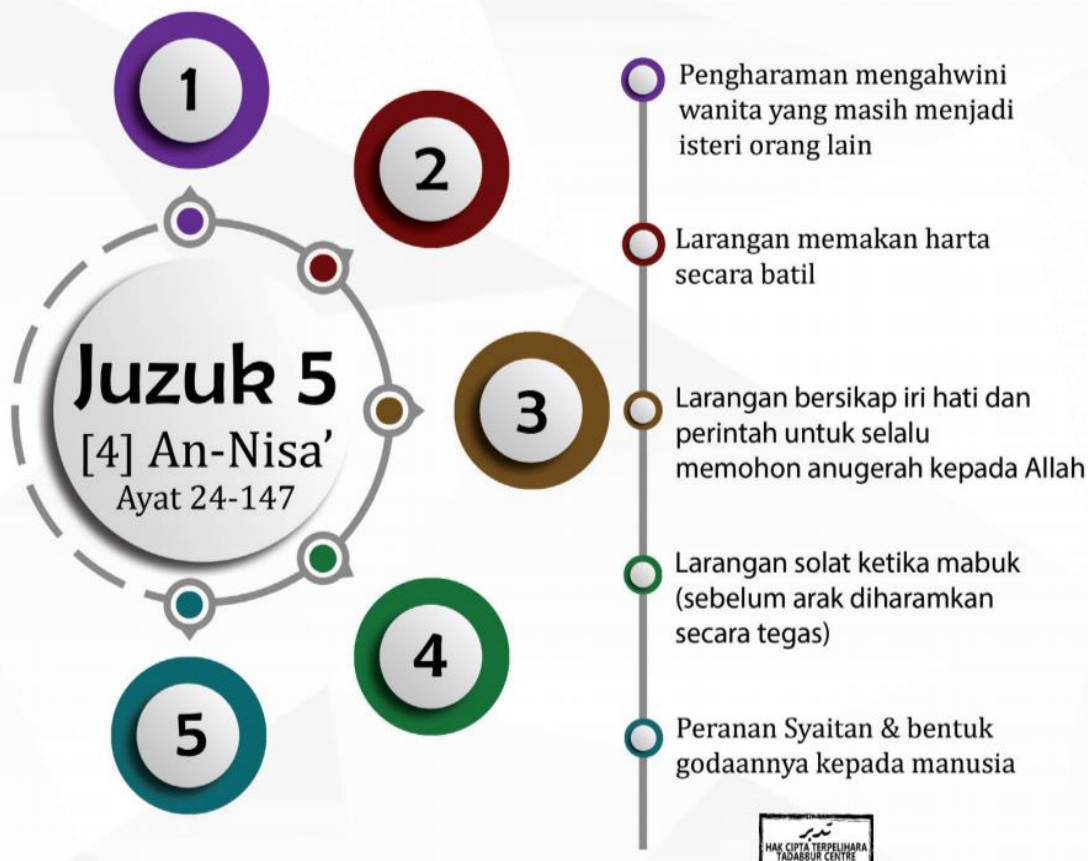 1
2
3
4
5
Juzuk 5
[4] An-Nisa’
Ayat 24-147
Pengharaman mengahwini
wanita yang masih menjadi
isteri orang lain
Larangan memakan harta
secara batil
Larangan bersikap iri hati dan
perintah untuk selalu
memohon anugerah kepada Allah
Larangan solat ketika mabuk
(sebelum arak diharamkan
secara tegas)
Peranan Syaitan & bentuk
godaannya kepada manusia
تدبر
HAK CIPTA TERPELIHARA
TADABBUR CENTRE